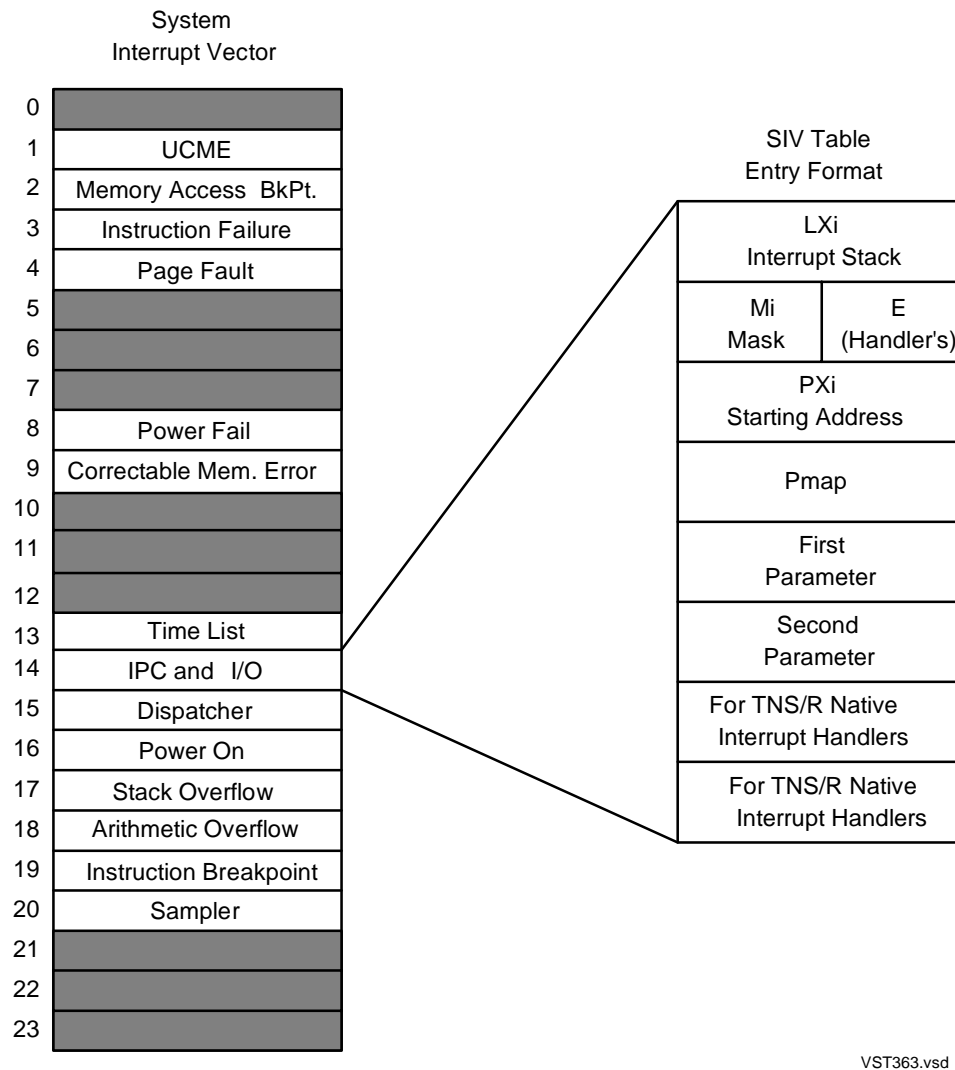 System
Interrupt Vector
0
1 UCME
2 Memory Access BkPt.
3 Instruction Failure
4 Page Fault
5
6
7
8 Power Fail
9 Correctable Mem. Error
10
11
12
13 Time List
14 IPC and I/O
15 Dispatcher
16 Power On
17 Stack Overflow
18 Arithmetic Overflow
19 Instruction Breakpoint
20 Sampler
21
22
23
SIV Table
Entry Format
LXi
Interrupt Stack
Mi
Mask
E
(Handler's)
PXi
Starting Address
Pmap
First
Parameter
Second
Parameter
For TNS/R Native
Interrupt Handlers
For TNS/R Native
Interrupt Handlers
VST363.vsd